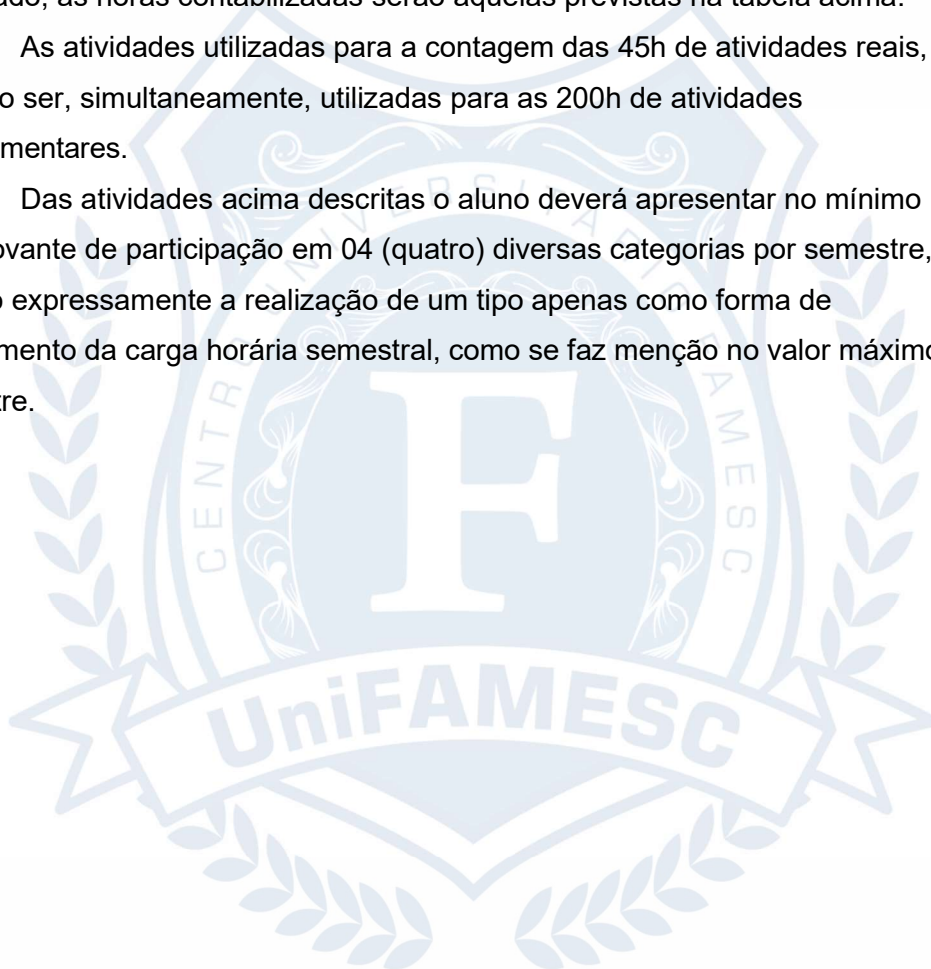 ado, as horas contabilizadas serão aquelas previstas na tabela acima.
As atividades utilizadas para a contagem das 45h de atividades reais,
o ser, simultaneamente, utilizadas para as 200h de atividades
mentares.
Das atividades acima descritas o aluno deverá apresentar no mínimo
ovante de participação em 04 (quatro) diversas categorias por semestre,
o expressamente a realização de um tipo apenas como forma de
mento da carga horária semestral, como se faz menção no valor máximo
tre.
CENTRO UNIVERSITÁRIO FAMESC
F
UniFAMESC